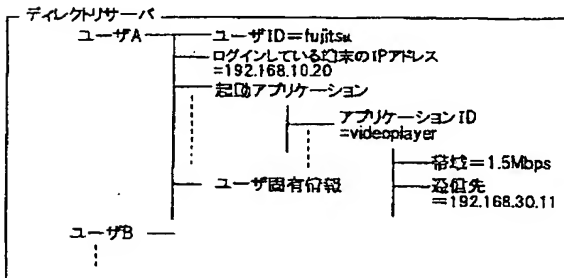 ディレクトリサーバ
ユーザA
ユーザID=fujitsu
ログインしている端末のIPアドレス
=192.168.10.20
起動アプリケーション
アプリケーションID
=videoplayer
帯域=1.5Mbps
ユーザ固有情報
送信先
=192.168.30.11
ユーザB